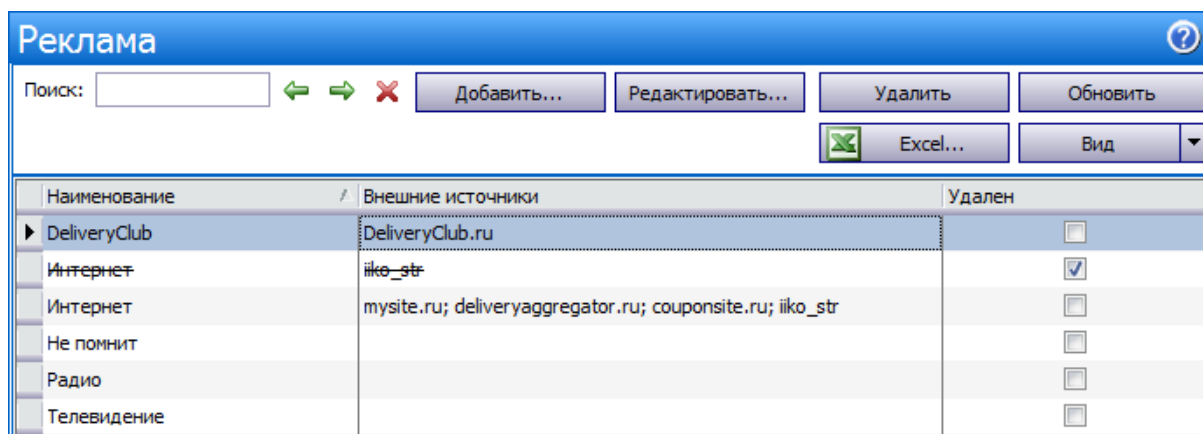 Реклама
Поиск: Добавить... Редактировать... Удалить Обновить
Excel... Вид
Наименование Внешние источники Удален
DeliveryClub DeliveryClub.ru
Интернет iiko_str
Интернет mysite.ru; deliveryaggregator.ru; couponsite.ru; iiko_str
Не помнит
Радио
Телевидение